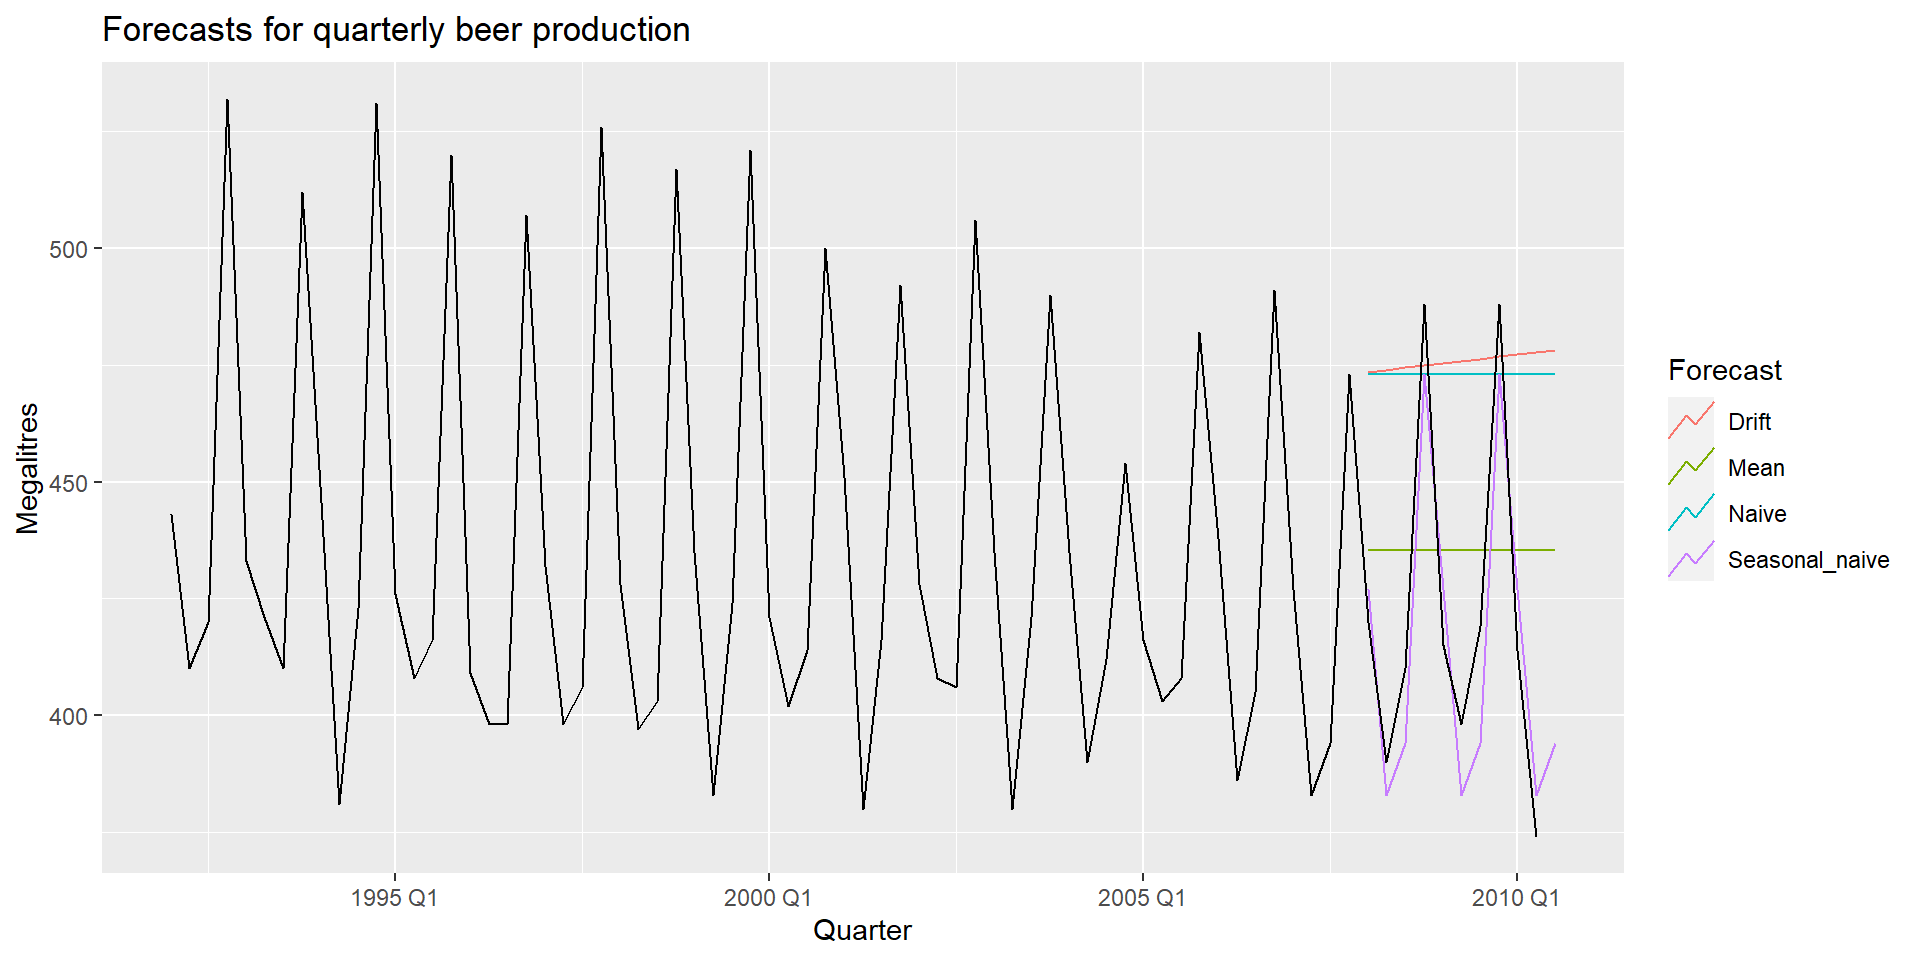 Forecasts for quarterly beer production
Megalitres
500
450
400
1995 Q1
2000 Q1
2005 Q1
2010 Q1
Quarter
Forecast
Drift
Mean
Naive
Seasonal_naive